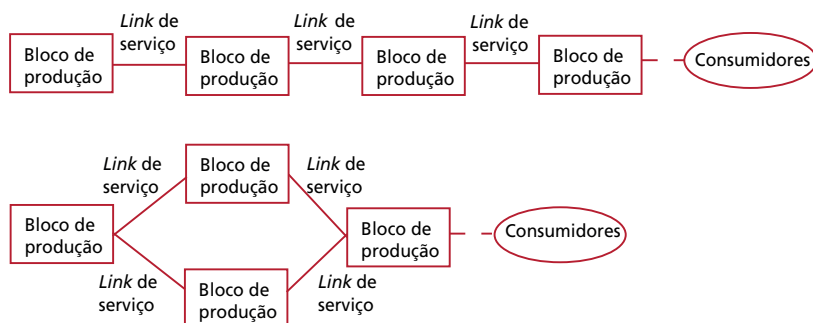 Link de
serviço
Link de
serviço
Link de
serviço
Bloco de
produção
Bloco de
produção
Bloco de
produção
Bloco de
produção
Consumidores
Link de
serviço
Bloco de
produção
Link de
serviço
Bloco de
produção
Bloco de
produção
Consumidores
Link de
serviço
Bloco de
produção
Link de
serviço